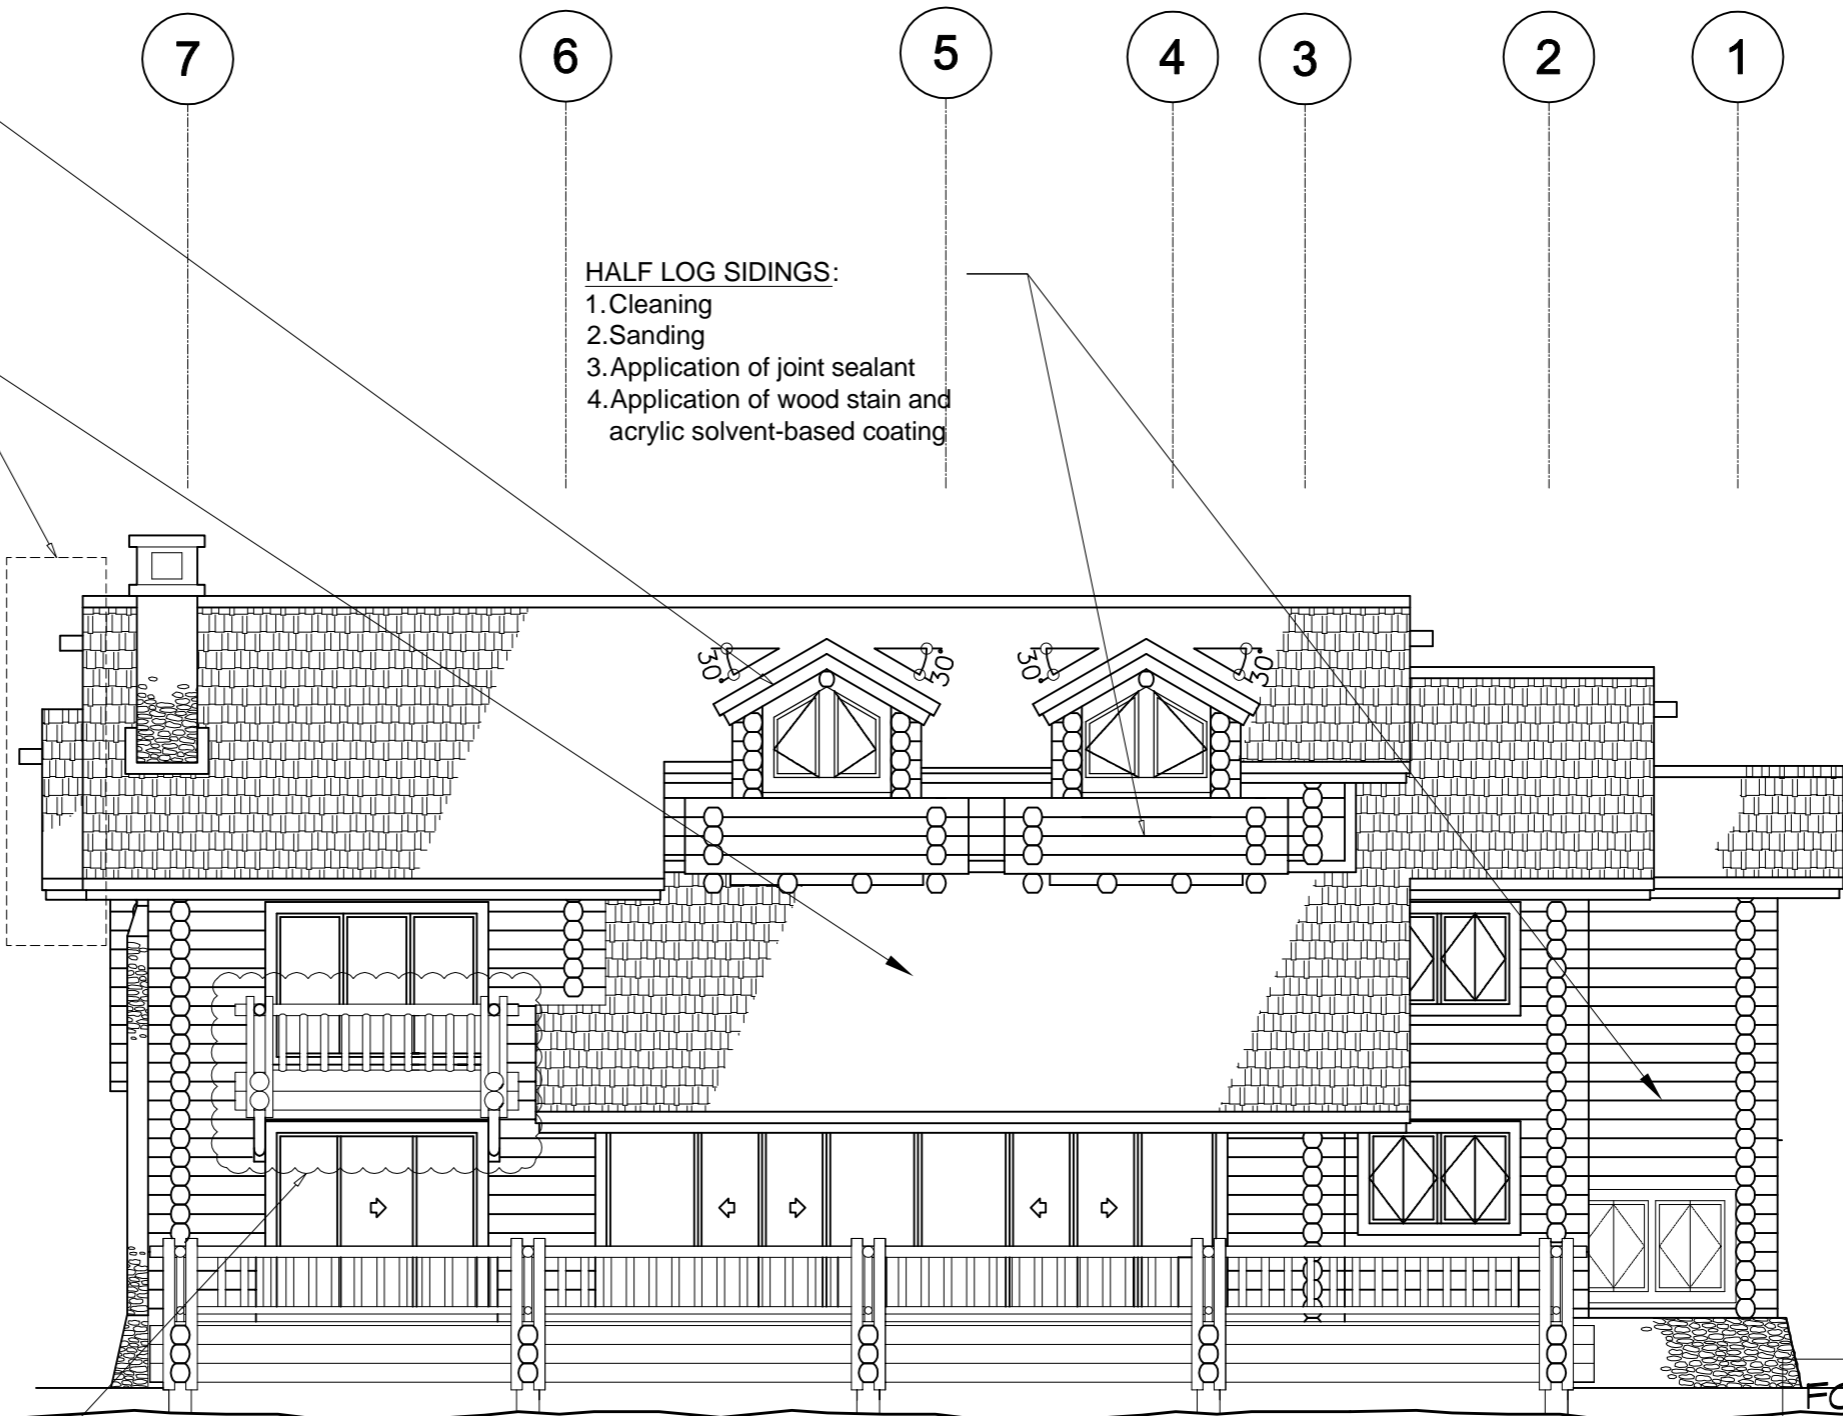 7 6 5 4 3 2 1
HALF LOG SIDINGS:
1.Cleaning
2.Sanding
3.Application of joint sealant
4.Application of wood stain and
acrylic solvent-based coating
30° 30° 30° 30°
FO